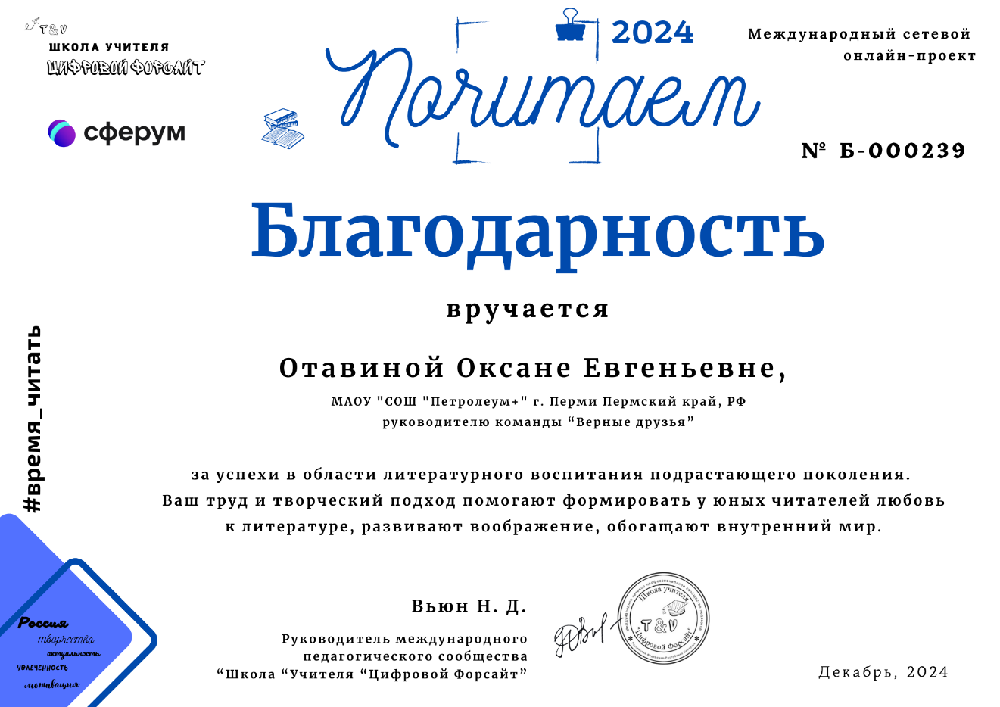 T&V
ШКОЛА УЧИТЕЛЯ
ЦИФРОВОЙ ФОРСАЙТ
сферум
2024
Почитаем
Международный сетевой
онлайн-проект
№ Б-000239
Благодарность
вручается
Отавиной Оксане Евгеньевне,
МАОУ "СОШ "Петролеум+" г. Перми Пермский край, РФ
руководителю команды “Верные друзья”
за успехи в области литературного воспитания подрастающего поколения.
Ваш труд и творческий подход помогают формировать у юных читателей любовь
к литературе, развивают воображение, обогащают внутренний мир.
#время_читать
Россия
творчество
актуальность
увлеченность
мотивация
Вьюн Н. Д.
Руководитель международного
педагогического сообщества
“Школа “Учителя “Цифровой Форсайт”
Школа учителя
T&V
"Цифровой Форсайт"
Декабрь, 2024